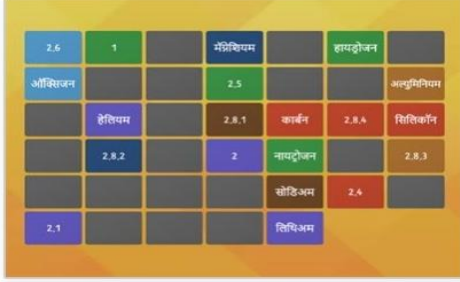 2,6 1 मॅग्नेशियम हायड्रोजन
ऑक्सिजन 2,5 अल्युमिनियम
हेलियम 2,8,1 कार्बन 2,8,4 सिलिकॉन
2,8,2 2 नायट्रोजन 2,8,3
सोडिअम 2,4
2,1 लिथिअम